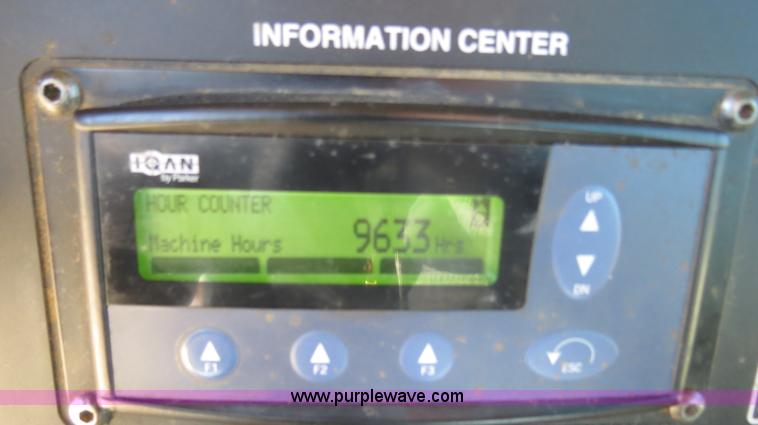 INFORMATION CENTER
IQAN
by Parker
HOUR COUNTER
Machine Hours 9633 Hrs
UP
DN
F1 F2 F3 ESC
www.purplewave.com